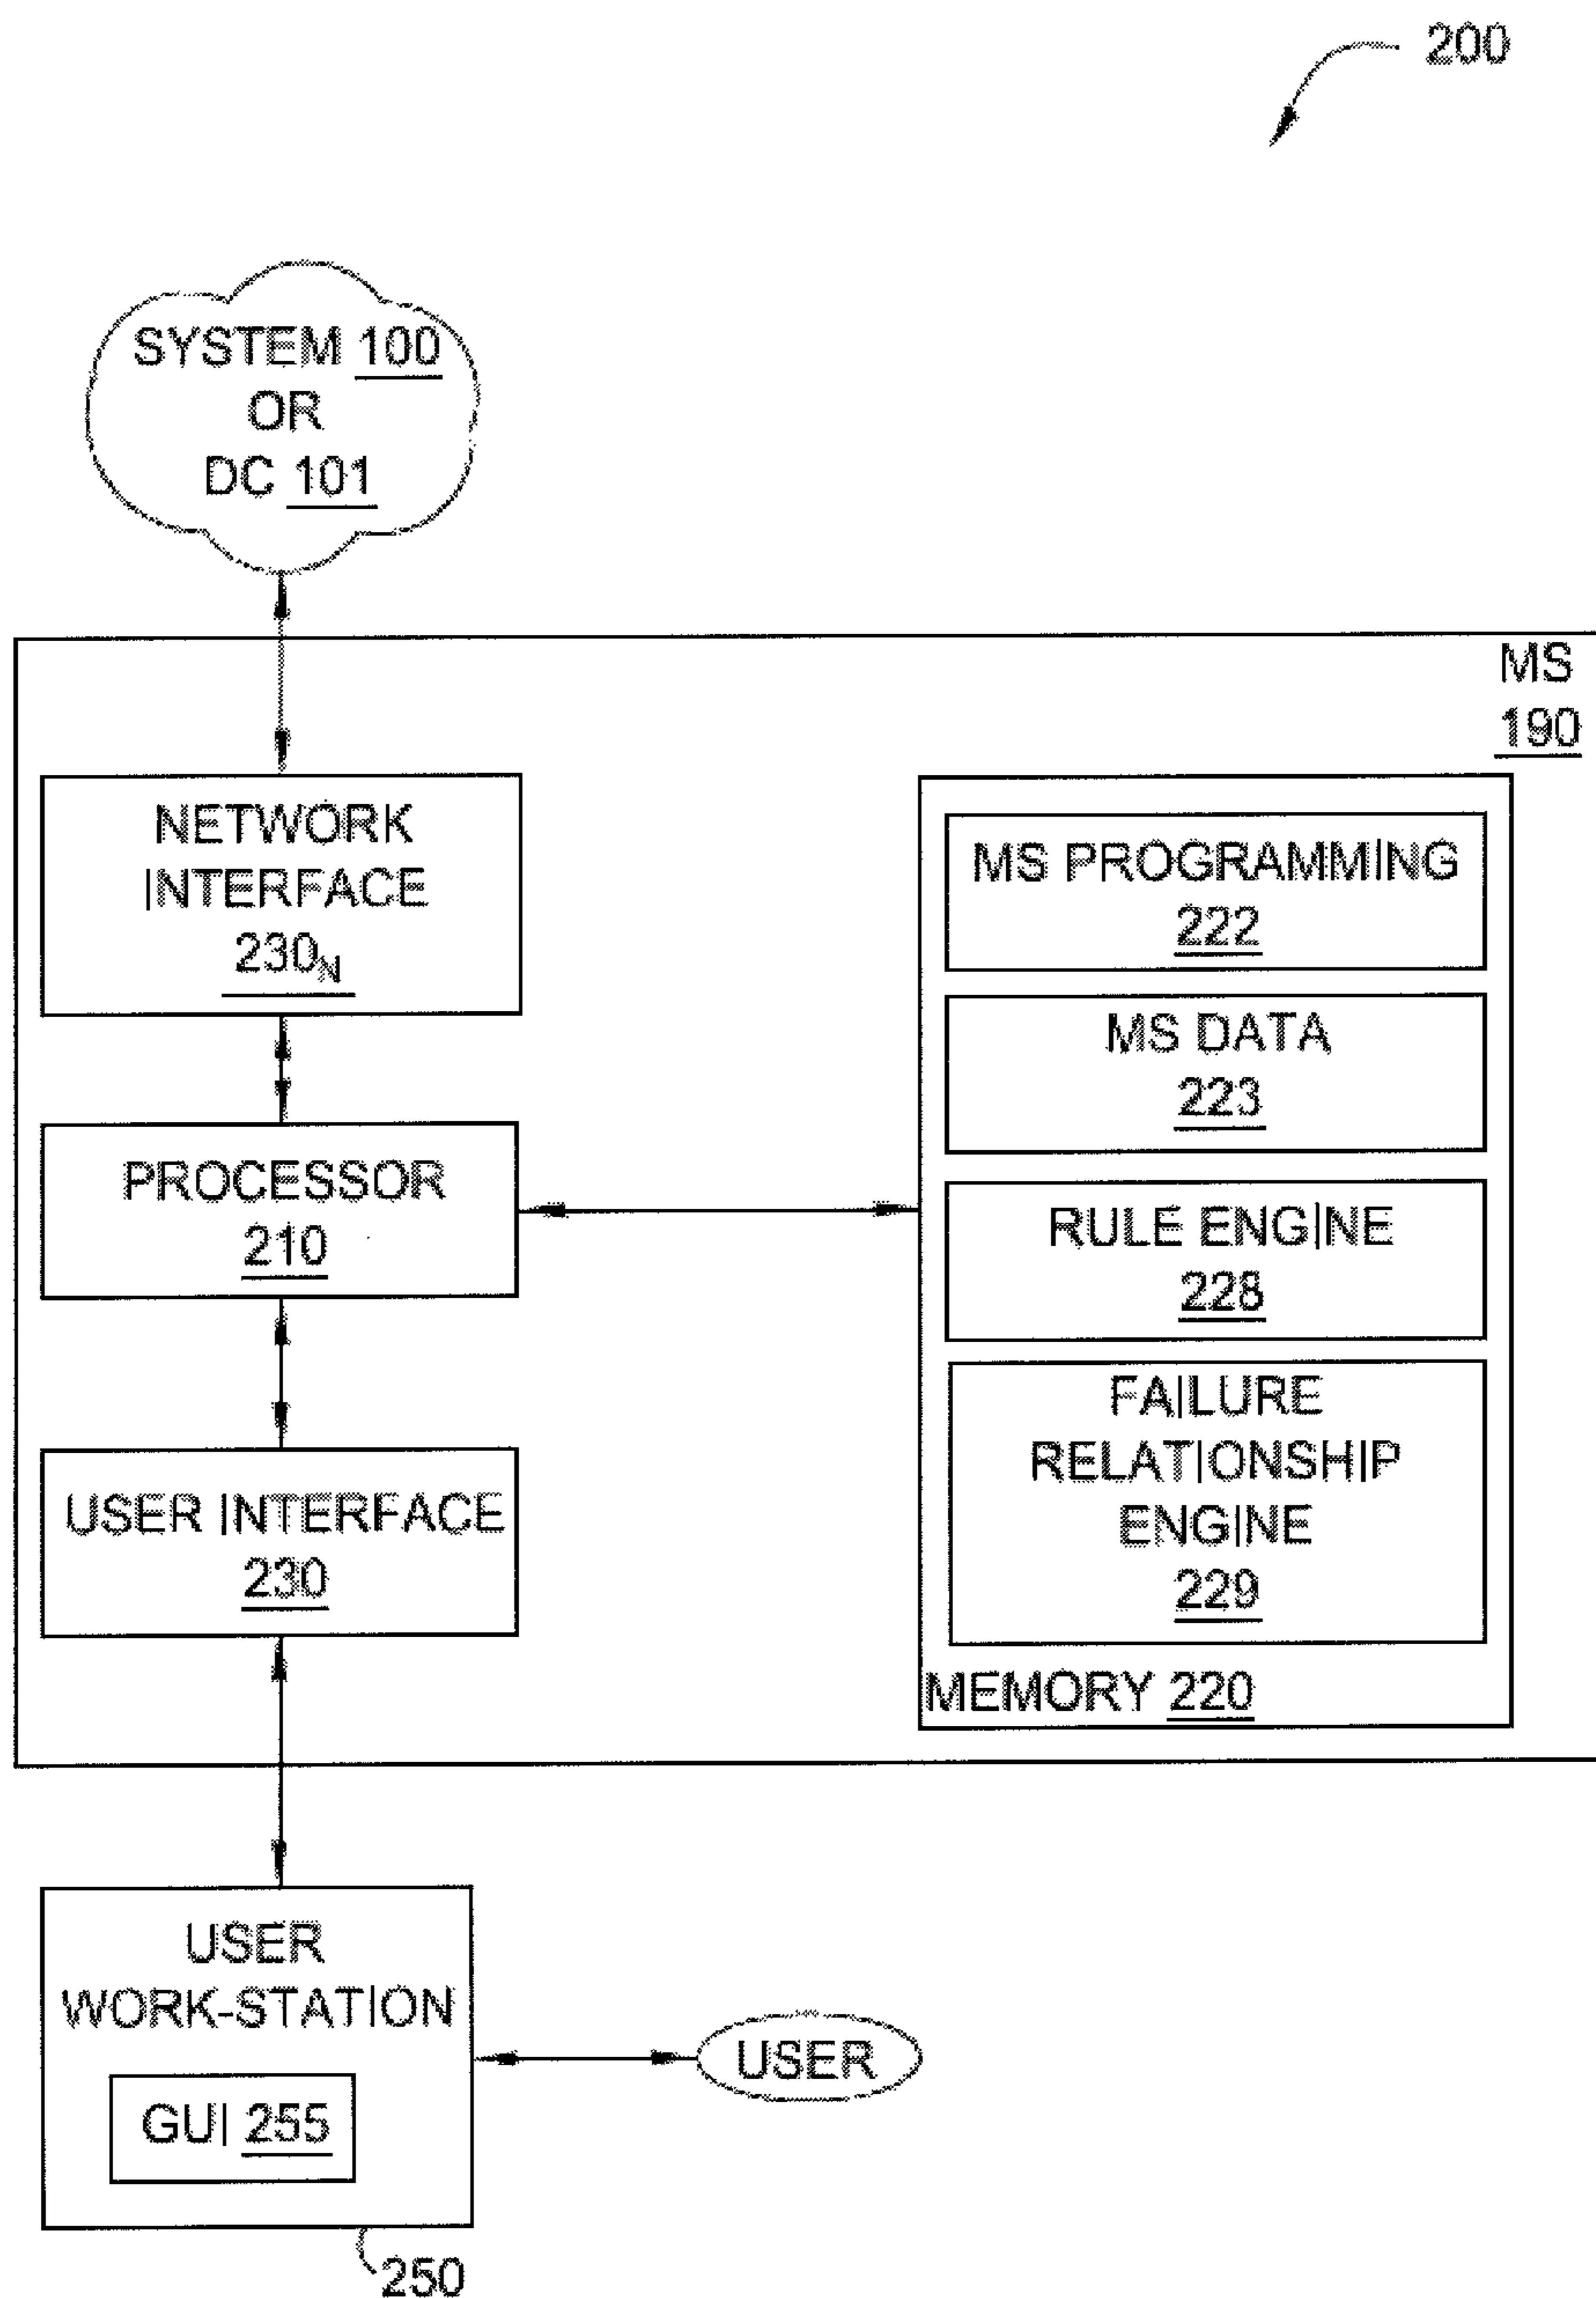 200
SYSTEM 100
OR
DC 101
MS
190
NETWORK
INTERFACE
230N
PROCESSOR
210
USER INTERFACE
230
MS PROGRAMMING
222
MS DATA
223
RULE ENGINE
228
FAILURE
RELATIONSHIP
ENGINE
229
MEMORY 220
USER
WORK-STATION
GUI 255
250
USER